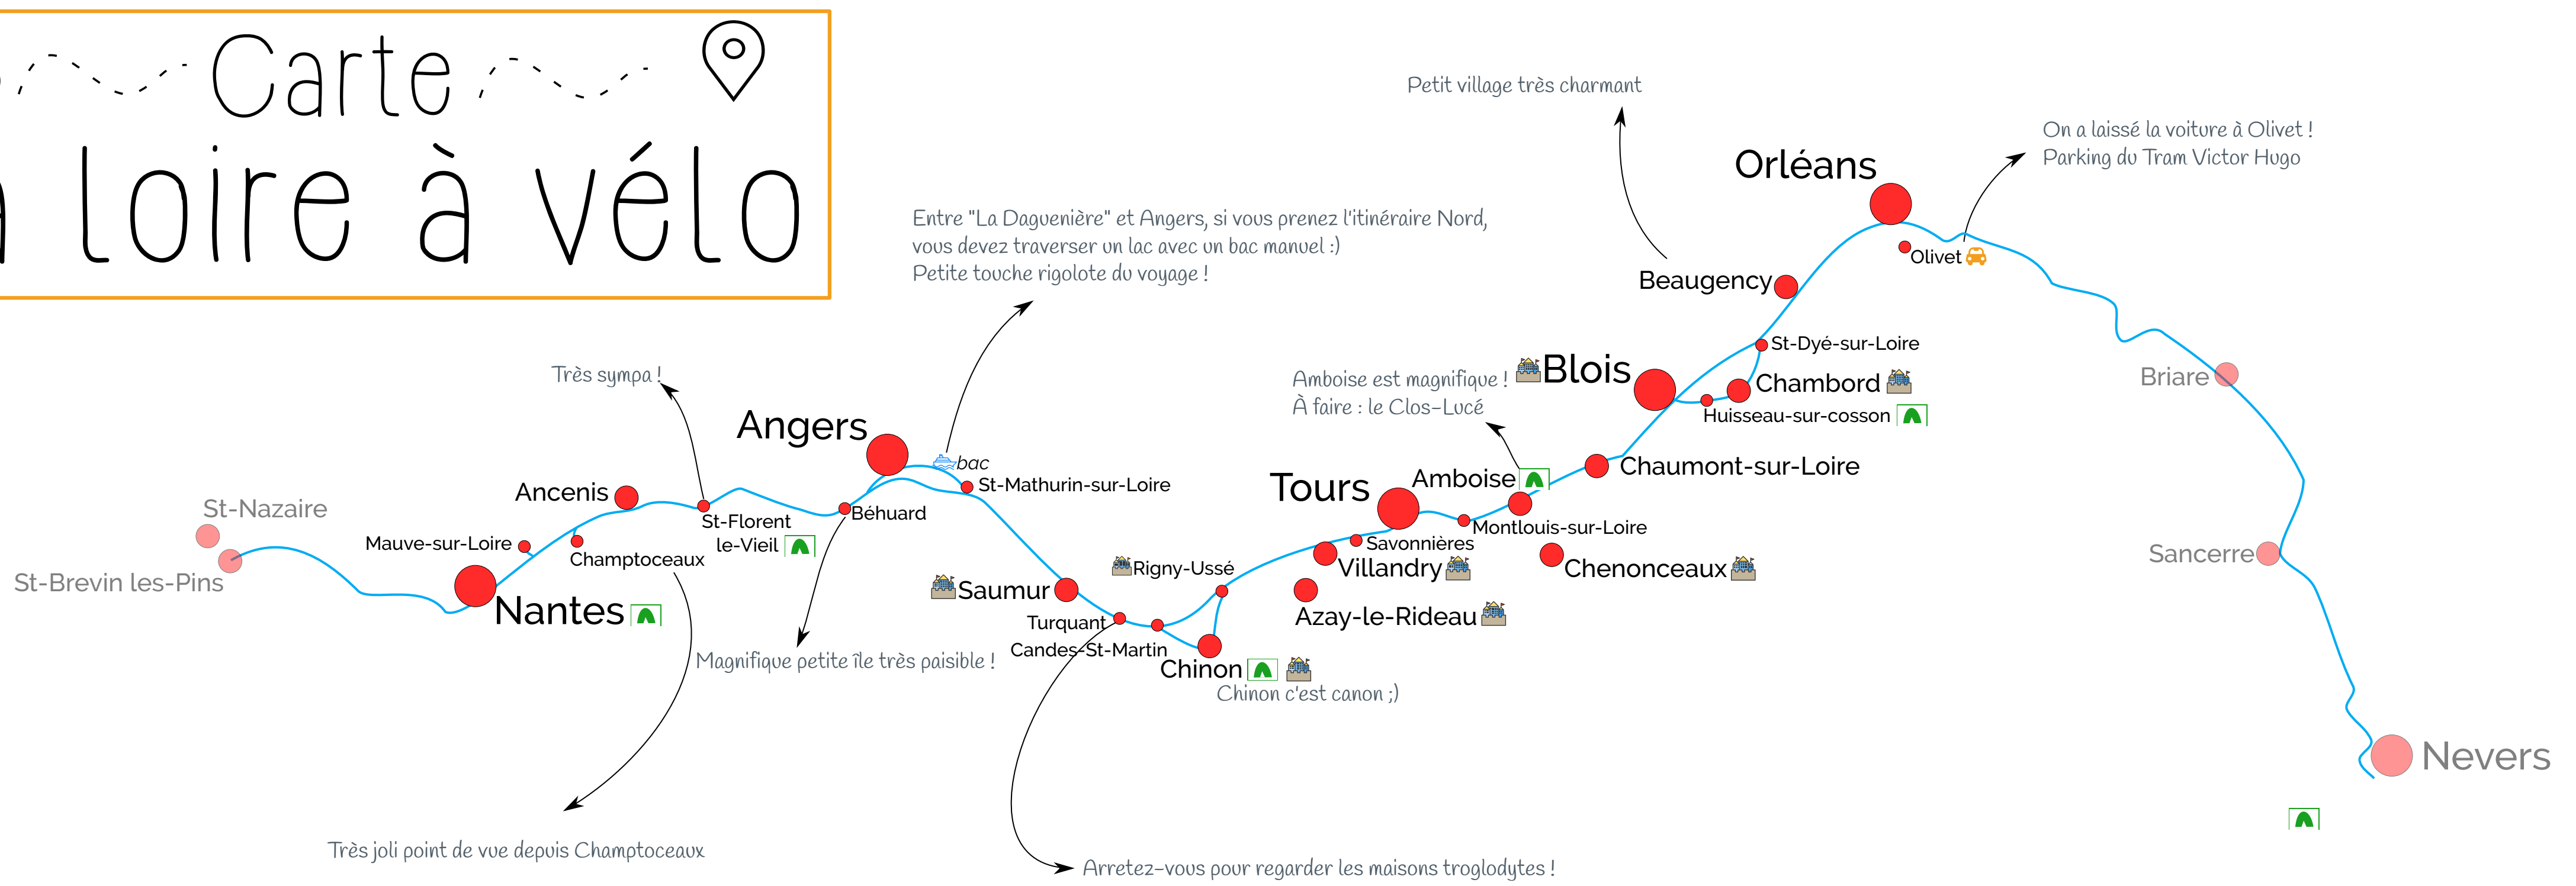 Carte
loire à vélo
Petit village très charmant
On a laissé la voiture à Olivet !
Parking du Tram Victor Hugo
Orléans
Entre "La Daguenière" et Angers, si vous prenez l'itinéraire Nord,
vous devez traverser un lac avec un bac manuel :)
Petite touche rigolote du voyage !
Olivet
Beaugency
St-Dyé-sur-Loire
Très sympa !
Amboise est magnifique !
À faire : le Clos-Lucé
Blois
Chambord
Briare
Huisseau-sur-cosson
Angers
bac
Chaumont-sur-Loire
St-Mathurin-sur-Loire
Amboise
Tours
Ancenis
St-Nazaire
Béhuard
St-Florent
le-Vieil
Montlouis-sur-Loire
Mauve-sur-Loire
Savonnières
Sancerre
Champtoceaux
Rigny-Ussé
Villandry
Chenonceaux
St-Brevin les-Pins
Saumur
Nantes
Azay-le-Rideau
Turquant
Candes-St-Martin
Magnifique petite île très paisible !
Chinon
Chinon c'est canon ;)
Nevers
Très joli point de vue depuis Champtoceaux
Arretez-vous pour regarder les maisons troglodytes !